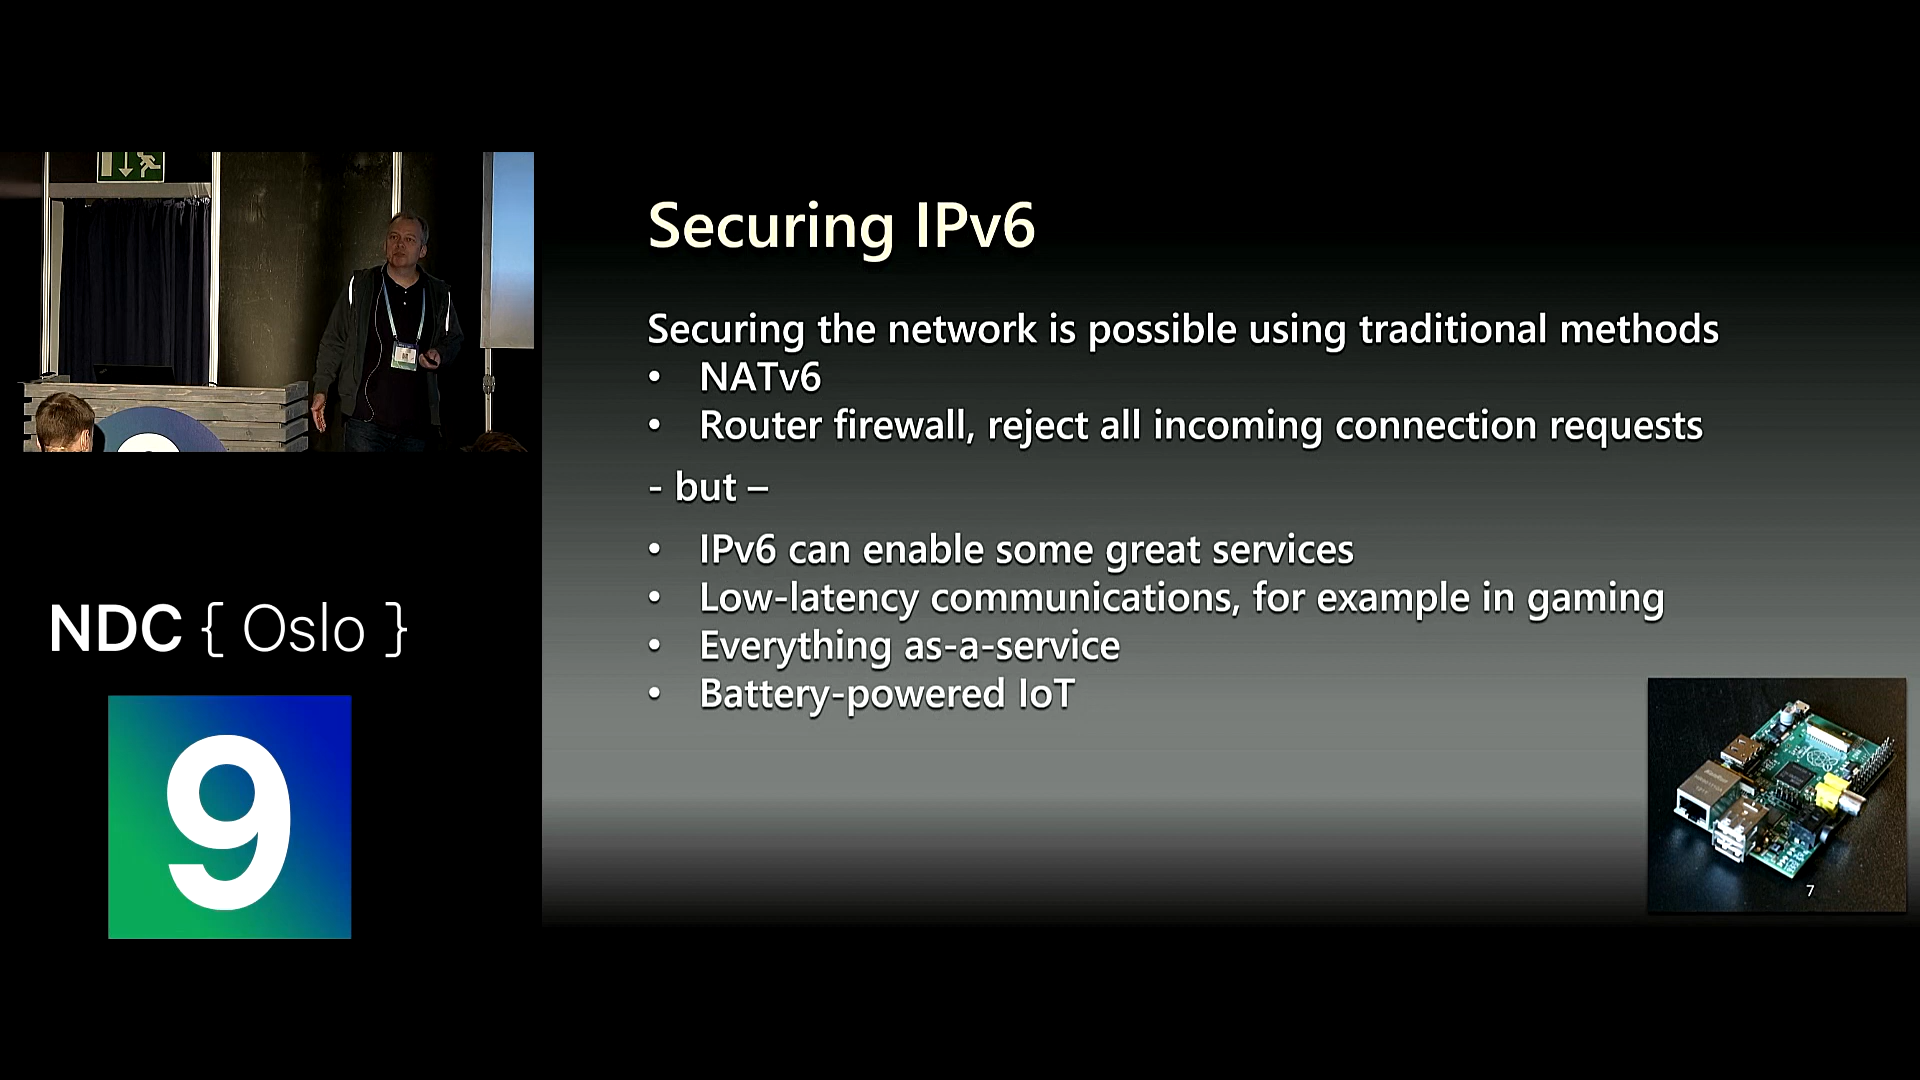 Securing IPv6
Securing the network is possible using traditional methods
• NATv6
• Router firewall, reject all incoming connection requests
- but –
• IPv6 can enable some great services
• Low-latency communications, for example in gaming
• Everything as-a-service
• Battery-powered IoT
7
NDC { Oslo }
9